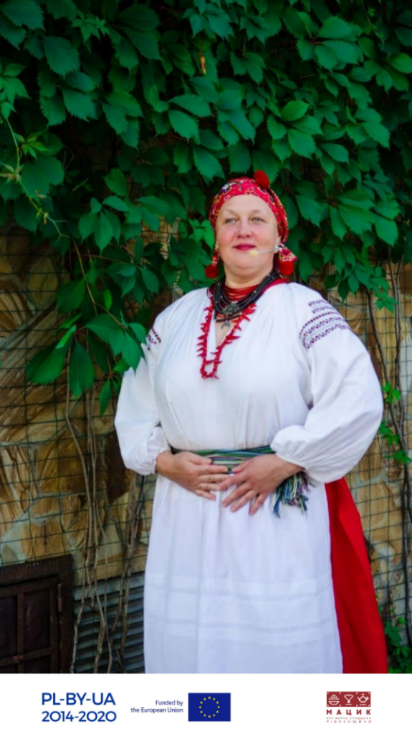 PL-BY-UA
2014-2020
Funded by
the European Union
МАЦИК